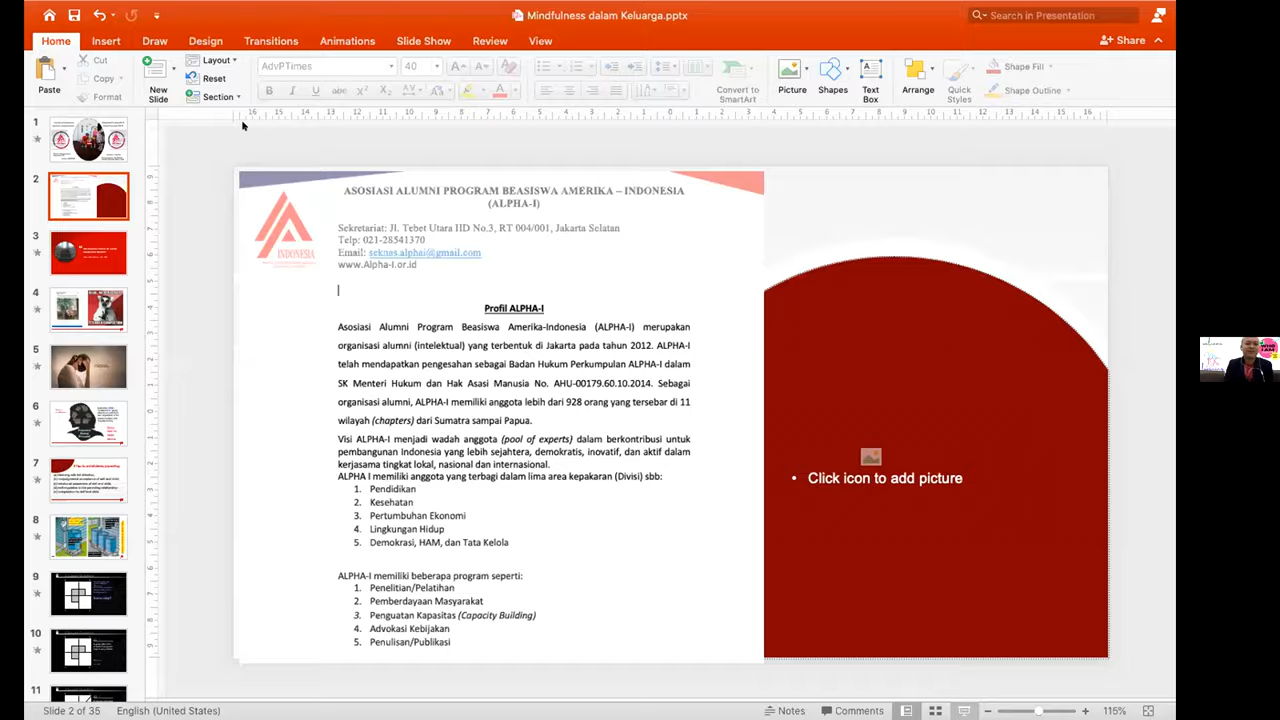 Mindfulness dalam Keluarga.pptx
Search in Presentation
Home Insert Draw Design Transitions Animations Slide Show Review View
Share
Paste
Cut
Copy
Format
New Slide
Layout
Reset
Section
AdvPTimes 40
Convert to SmartArt
Picture
Shapes
Text Box
Arrange
Quick Styles
Shape Fill
Shape Outline
ASOSIASI ALUMNI PROGRAM BEASISWA AMERIKA – INDONESIA
(ALPHA-I)
INDONESIA
Sekretariat: Jl. Tebet Utara IID No.3, RT 004/001, Jakarta Selatan
Telp: 021-28541370
Email: seknas.alphai@gmail.com
www.Alpha-I.or.id
Profil ALPHA-I
Asosiasi Alumni Program Beasiswa Amerika-Indonesia (ALPHA-I) merupakan
organisasi alumni (intelektual) yang terbentuk di Jakarta pada tahun 2012. ALPHA-I
telah mendapatkan pengesahan sebagai Badan Hukum Perkumpulan ALPHA-I dalam
SK Menteri Hukum dan Hak Asasi Manusia No. AHU-00179.60.10.2014. Sebagai
organisasi alumni, ALPHA-I memiliki anggota lebih dari 928 orang yang tersebar di 11
wilayah (chapters) dari Sumatra sampai Papua.
Visi ALPHA-I menjadi wadah anggota (pool of experts) dalam berkontribusi untuk
pembangunan Indonesia yang lebih sejahtera, demokratis, inovatif, dan aktif dalam
kerjasama tingkat lokal, nasional dan internasional.
ALPHA I memiliki anggota yang terbagi dalam lima area kepakaran (Divisi) sbb:
1. Pendidikan
2. Kesehatan
3. Pertumbuhan Ekonomi
4. Lingkungan Hidup
5. Demokrasi, HAM, dan Tata Kelola
ALPHA-I memiliki beberapa program seperti:
1. Penelitian/Pelatihan
2. Pemberdayaan Masyarakat
3. Penguatan Kapasitas (Capacity Building)
4. Advokasi Kebijakan
5. Penulisan/Publikasi
• Click icon to add picture
1
2
3
4
5
6
7
8
9
10
11
Slide 2 of 35 English (United States)
Notes Comments 115%